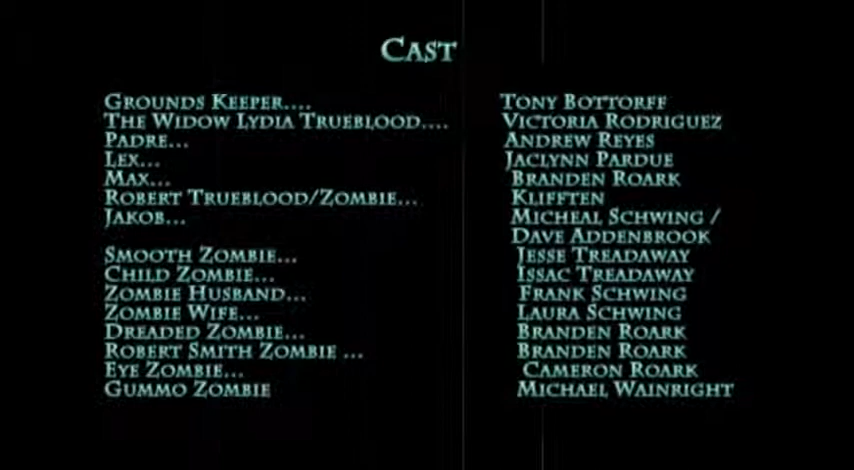 CAST
GROUNDS KEEPER.... TONY BOTTORFF
THE WIDOW LYDIA TRUEBLOOD.... VICTORIA RODRIGUEZ
PADRE... ANDREW REYES
LEX... JACLYNN PARDUE
MAX... BRANDEN ROARK
ROBERT TRUEBLOOD/ZOMBIE... KLIFFTEN
JAKOB... MICHEAL SCHWING /
DAVE ADDENBROOK
SMOOTH ZOMBIE... JESSE TREADAWAY
CHILD ZOMBIE... ISSAC TREADAWAY
ZOMBIE HUSBAND... FRANK SCHWING
ZOMBIE WIFE... LAURA SCHWING
DREADED ZOMBIE... BRANDEN ROARK
ROBERT SMITH ZOMBIE ... BRANDEN ROARK
EYE ZOMBIE... CAMERON ROARK
GUMMO ZOMBIE MICHAEL WAINRIGHT